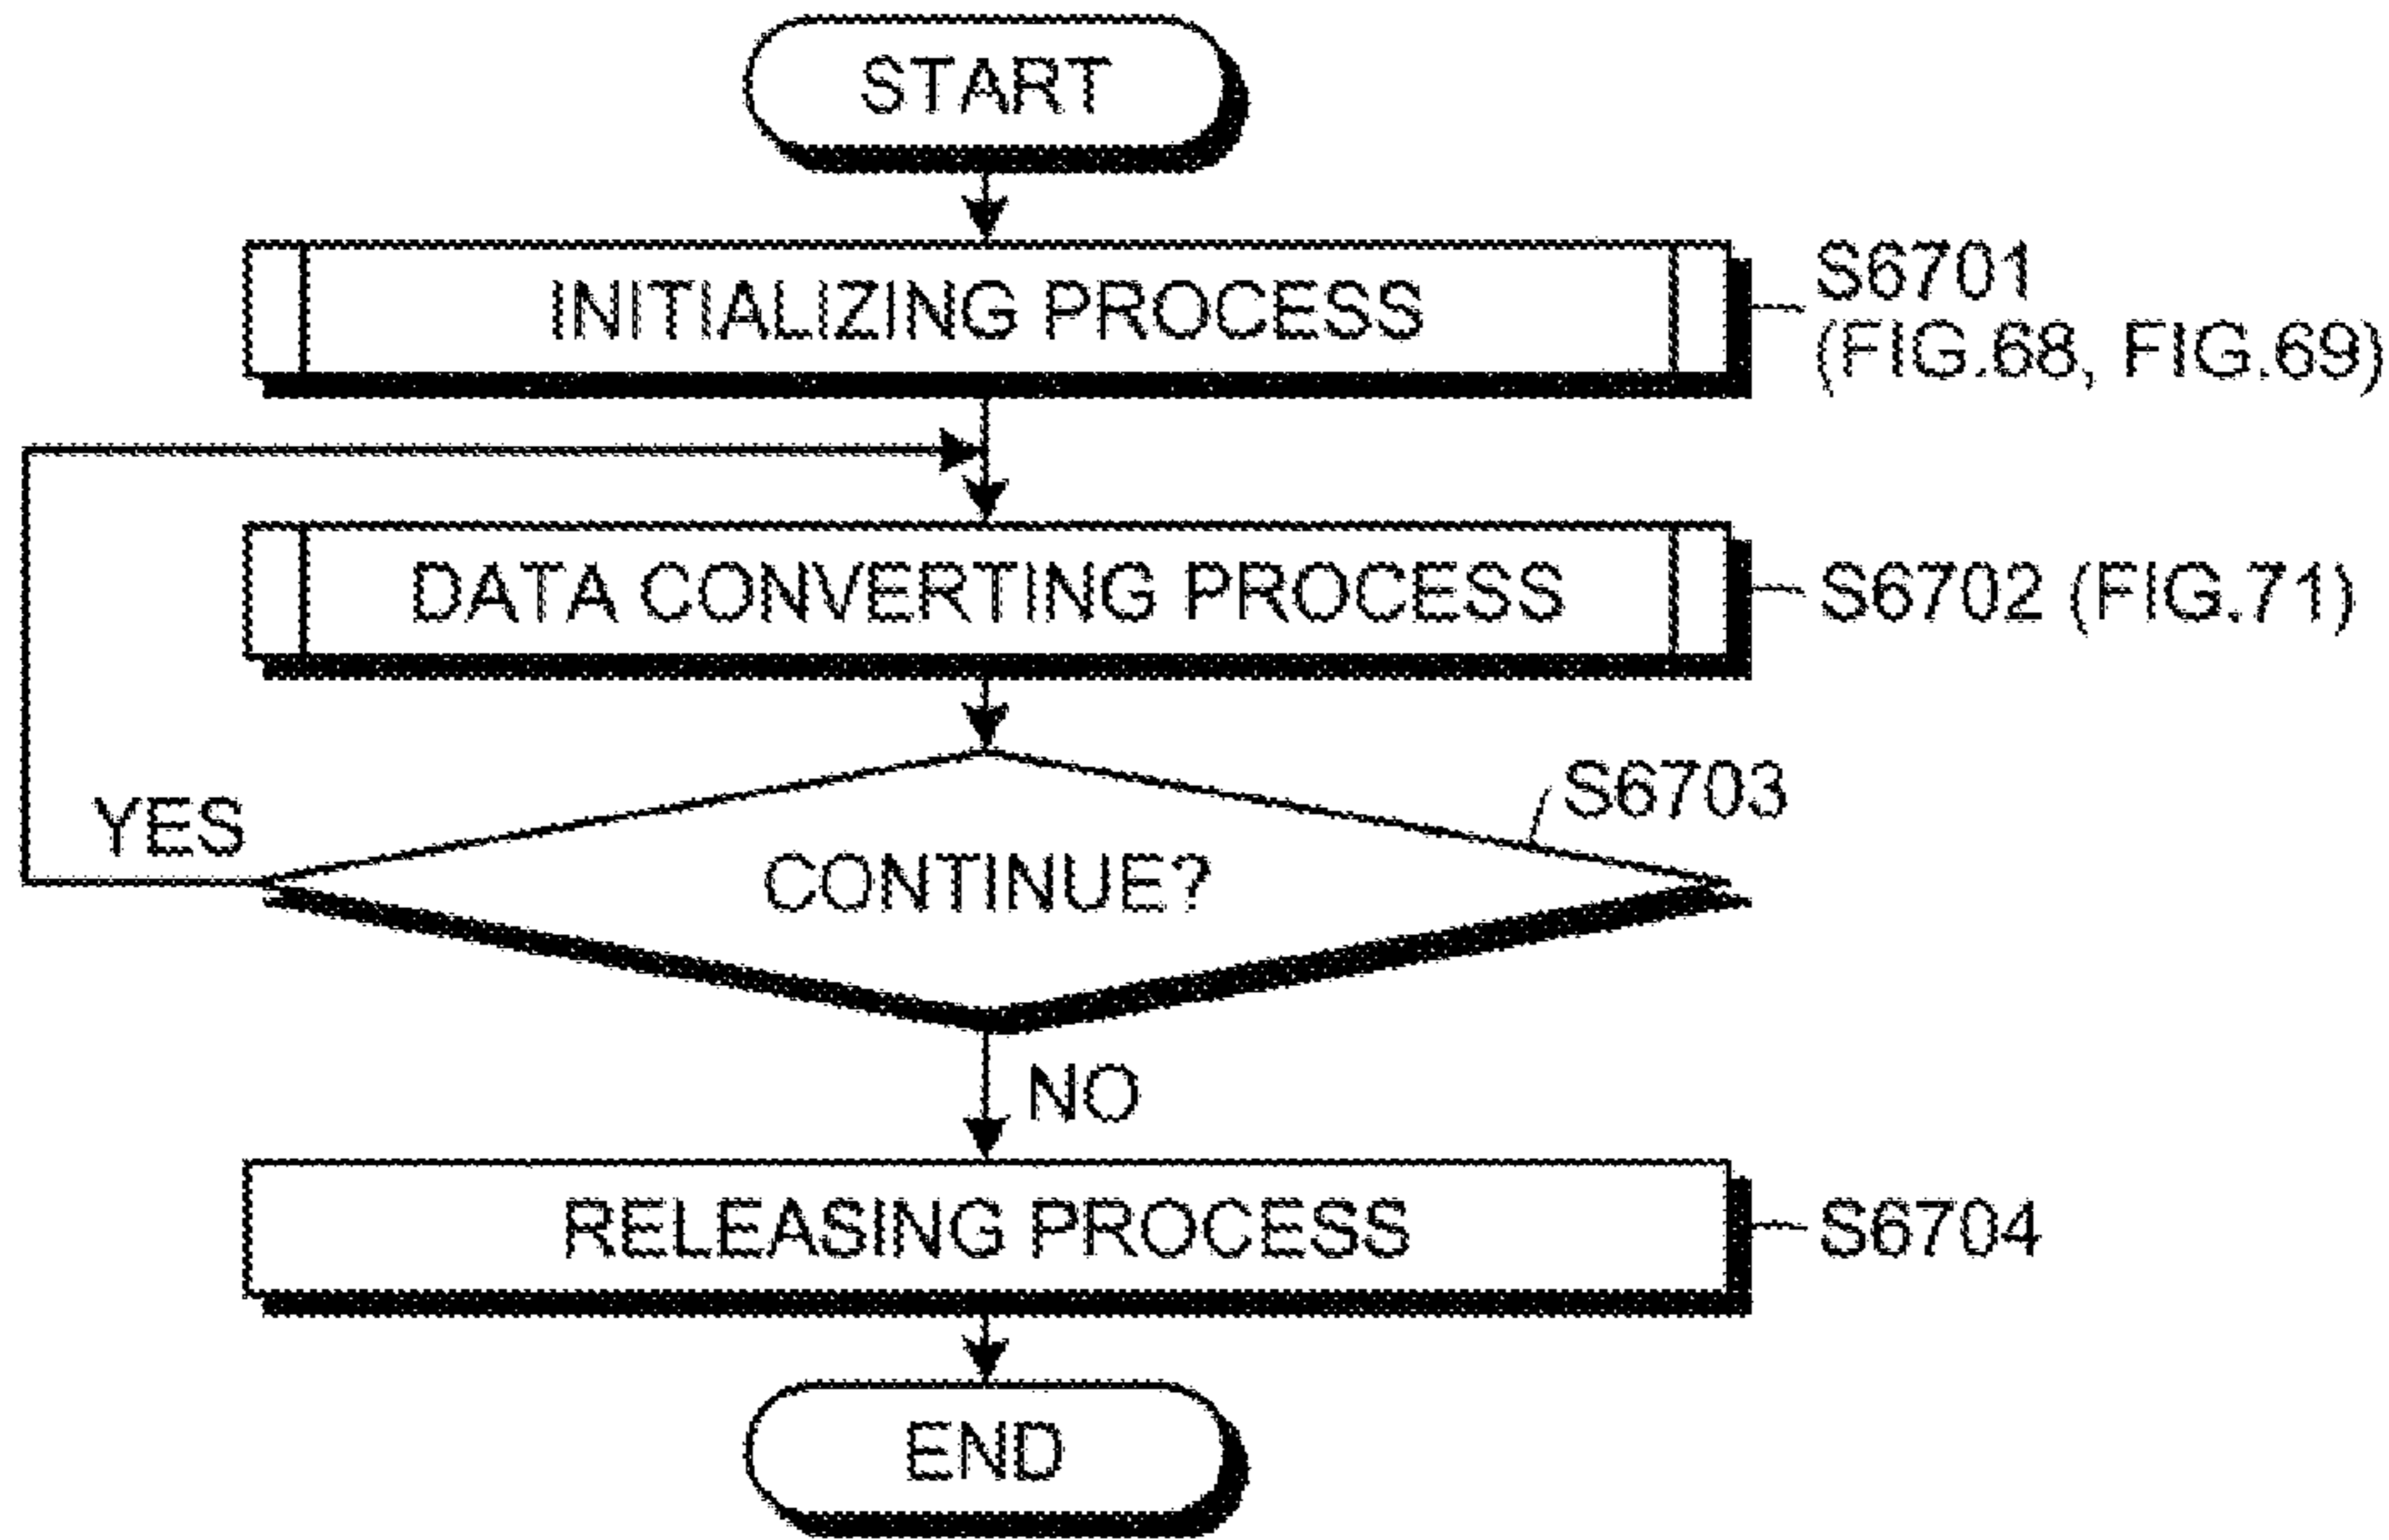 START
INITIALIZING PROCESS
S6701
(FIG.68, FIG.69)
DATA CONVERTING PROCESS
S6702 (FIG.71)
S6703
YES
CONTINUE?
NO
RELEASING PROCESS
S6704
END